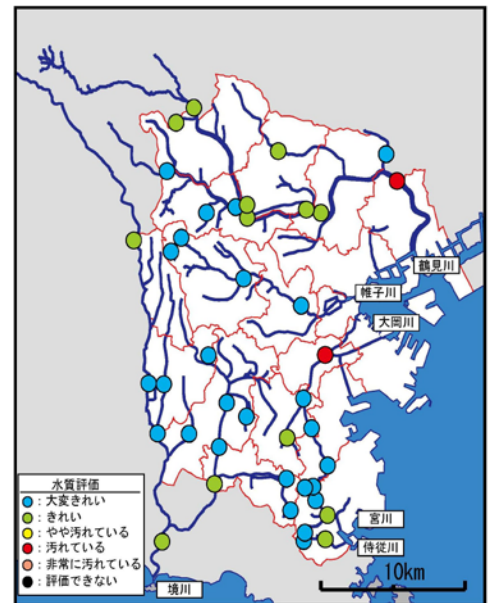 鶴見川
帷子川
大岡川
水質評価
：大変きれい
：きれい
：やや汚れている
：汚れている
：非常に汚れている
：評価できない
宮川
侍従川
10km
境川